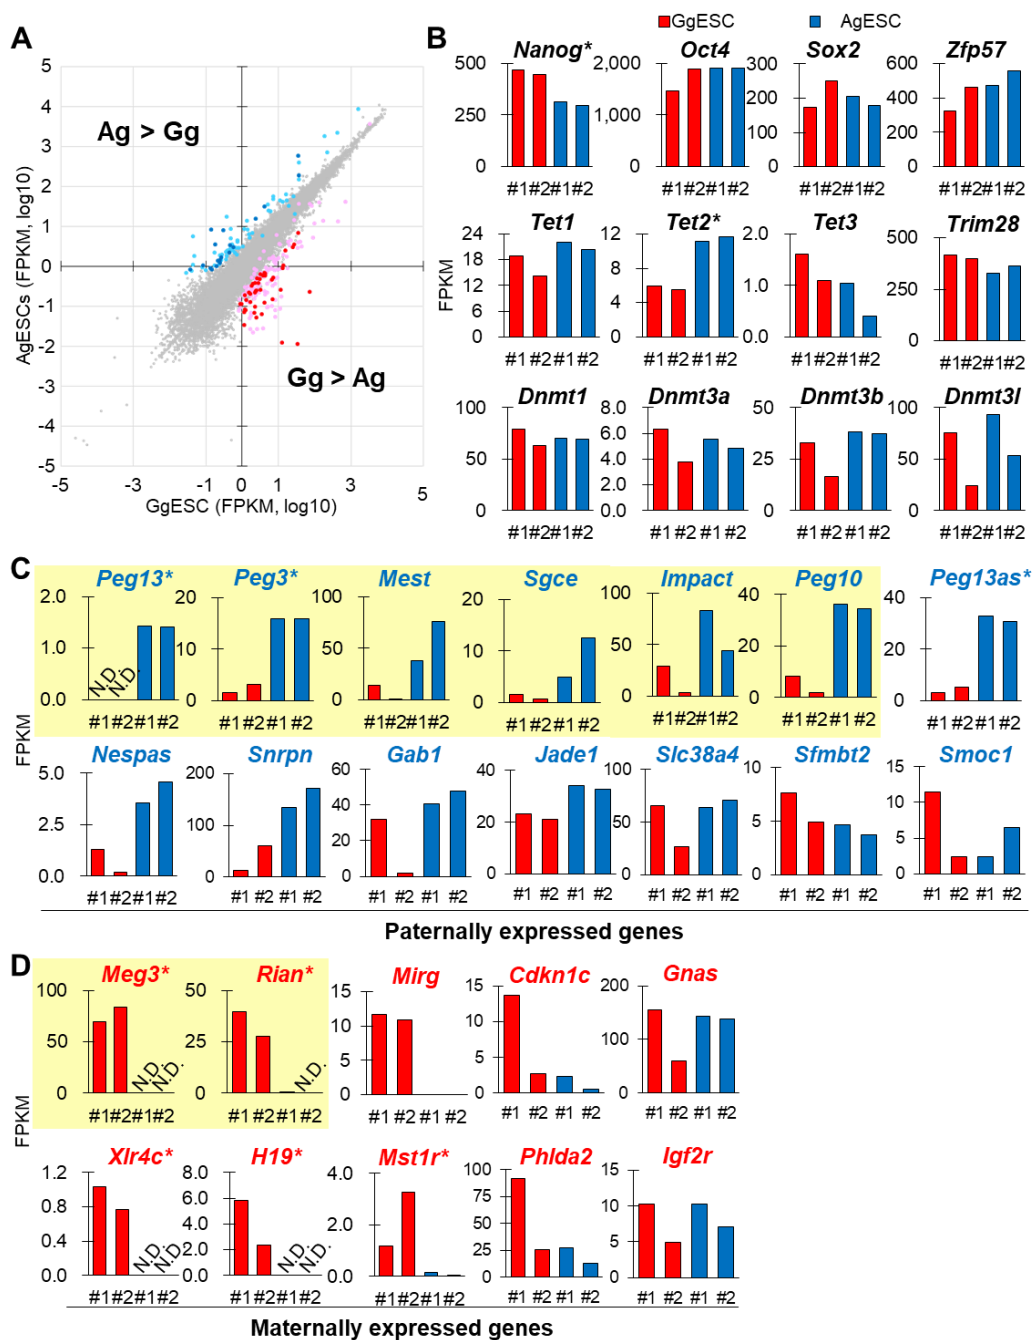 GgESC AgESC
A
5
4
3
2
1
0
-1
-2
-3
-4
-5
Ag > Gg
Gg > Ag
AgESCs (FPKM, log10)
-5 -3 -1 0 1 3 5
GgESC (FPKM, log10)
B
FPKM
Nanog* Oct4 Sox2 Zfp57
500 2,000 300 600
250 1,000 200 400
100 200
0 0 0 0
#1#2#1#2 #1#2#1#2 #1#2#1#2 #1#2#1#2
Tet1 Tet2* Tet3 Trim28
24 12 2.0 500
18 8 1.0 250
12 4
6
0 0 0.0 0
#1#2#1#2 #1#2#1#2 #1#2#1#2 #1#2#1#2
Dnmt1 Dnmt3a Dnmt3b Dnmt3l
100 8.0 50 100
50 6.0 25 50
4.0
2.0
0 0.0 0 0
#1#2#1#2 #1#2#1#2 #1#2#1#2 #1#2#1#2
C
FPKM
Peg13* Peg3* Mest Sgce Impact Peg10 Peg13as*
2.0 20 100 20 100 40 40
1.0 10 50 10 50 20 20
0.0 0 0 0 0 0 0
N.D. N.D.
#1#2#1#2 #1#2 #1#2 #1#2#1#2 #1#2#1#2 #1#2#1#2 #1#2#1#2 #1#2#1#2
Nespas Snrpn Gab1 Jade1 Slc38a4 Sfmbt2 Smoc1
5.0 200 60 40 100 10 15
2.5 100 40 20 50 5 10
20 5
0.0 0 0 0 0 0 0
#1#2#1#2 #1 #2 #1 #2 #1 #2 #1 #2 #1 #2 #1 #2 #1 #2 #1 #2 #1 #2 #1 #2 #1 #2 #1 #2
Paternally expressed genes
D
FPKM
Meg3* Rian* Mirg Cdkn1c Gnas
100 50 15 15 200
50 25 10 10 100
5 5
0 0 0 0 0
N.D. N.D. N.D.
#1#2#1#2 #1#2#1#2 #1 #2 #1 #2 #1 #2 #1 #2 #1 #2 #1 #2
Xlr4c* H19* Mst1r* Phlda2 Igf2r
1.2 8.0 4.0 100 15
0.8 6.0 2.0 75 10
0.4 4.0 50 5
2.0 25
0.0 0.0 0.0 0 0
N.D. N.D. N.D. N.D.
#1#2#1#2 #1#2#1#2 #1#2#1#2 #1 #2 #1 #2 #1 #2 #1 #2
Maternally expressed genes